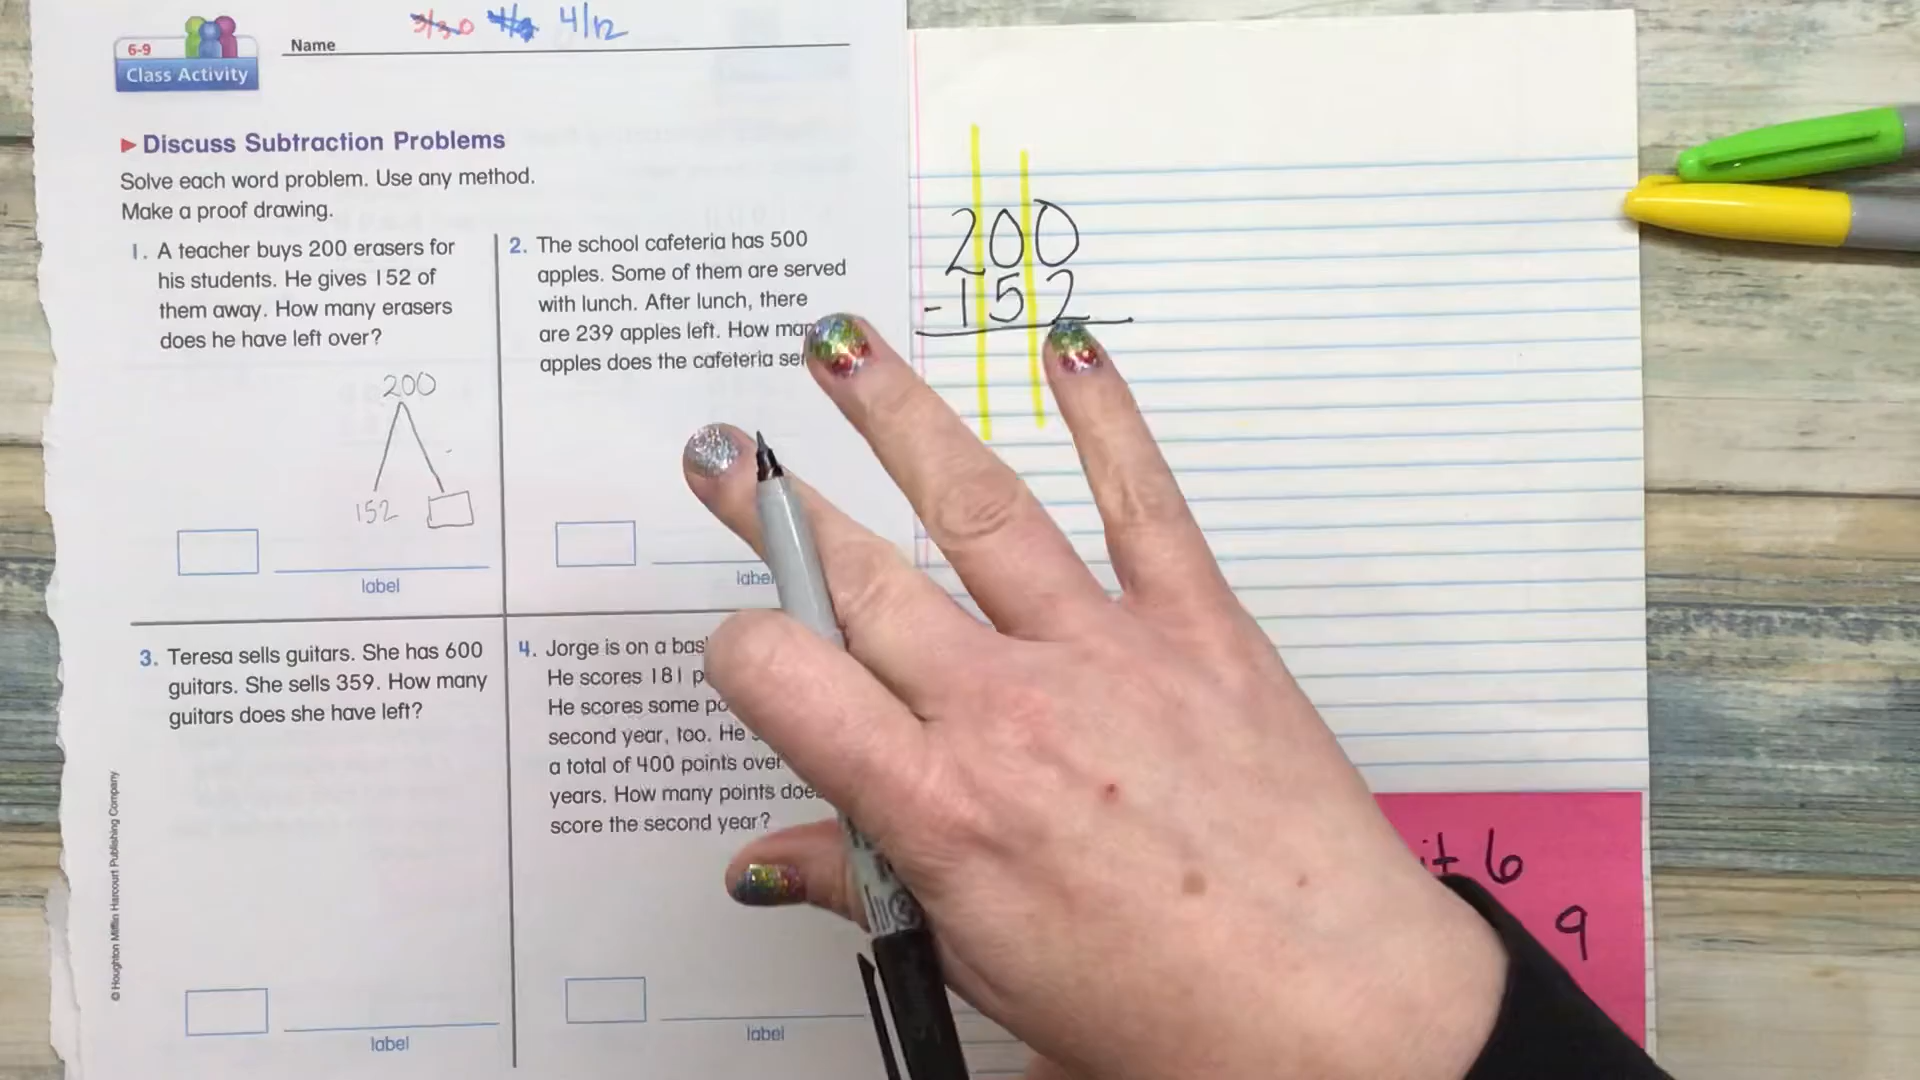 6-9
Class Activity
Name
3/30 4/12
Discuss Subtraction Problems
Solve each word problem. Use any method.
Make a proof drawing.
1. A teacher buys 200 erasers for
his students. He gives 152 of
them away. How many erasers
does he have left over?
200
152
label
2. The school cafeteria has 500
apples. Some of them are served
with lunch. After lunch, there
are 239 apples left. How
apples does the cafeteria
label
3. Teresa sells guitars. She has 600
guitars. She sells 359. How many
guitars does she have left?
label
4. Jorge is on a
He scores 181
He scores some
second year, too. He
a total of 400 points over
years. How many points
score the second year?
label
© Houghton Mifflin Harcourt Publishing Company
200
-152
6
9